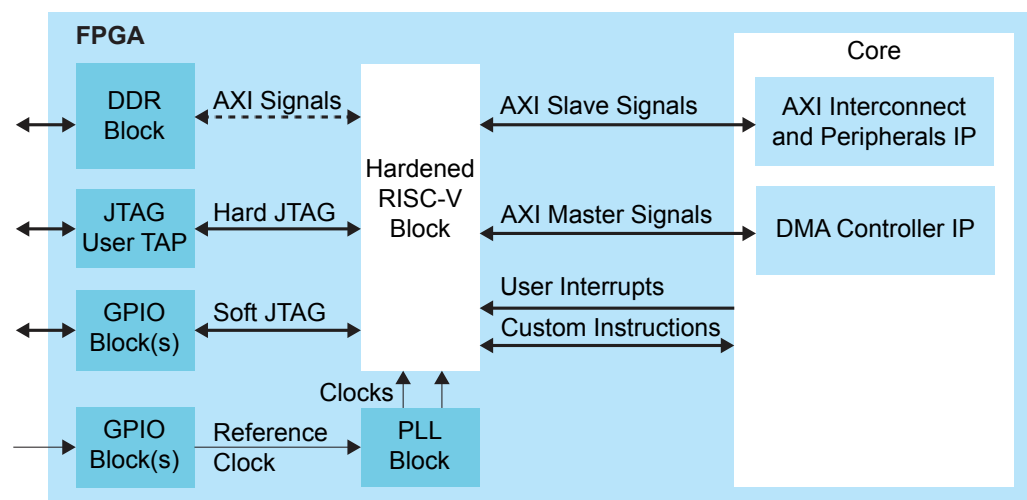 FPGA
DDR
Block
AXI Signals
Hardened
RISC-V
Block
AXI Slave Signals
Core
AXI Interconnect
and Peripherals IP
JTAG
User TAP
Hard JTAG
AXI Master Signals
DMA Controller IP
GPIO
Block(s)
Soft JTAG
User Interrupts
Custom Instructions
Clocks
GPIO
Block(s)
Reference
Clock
PLL
Block